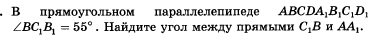 . В прямоугольном параллелепипеде ABCDA₁B₁C₁D₁
∠BC₁B₁ = 55° . Найдите угол между прямыми C₁B и AA₁.